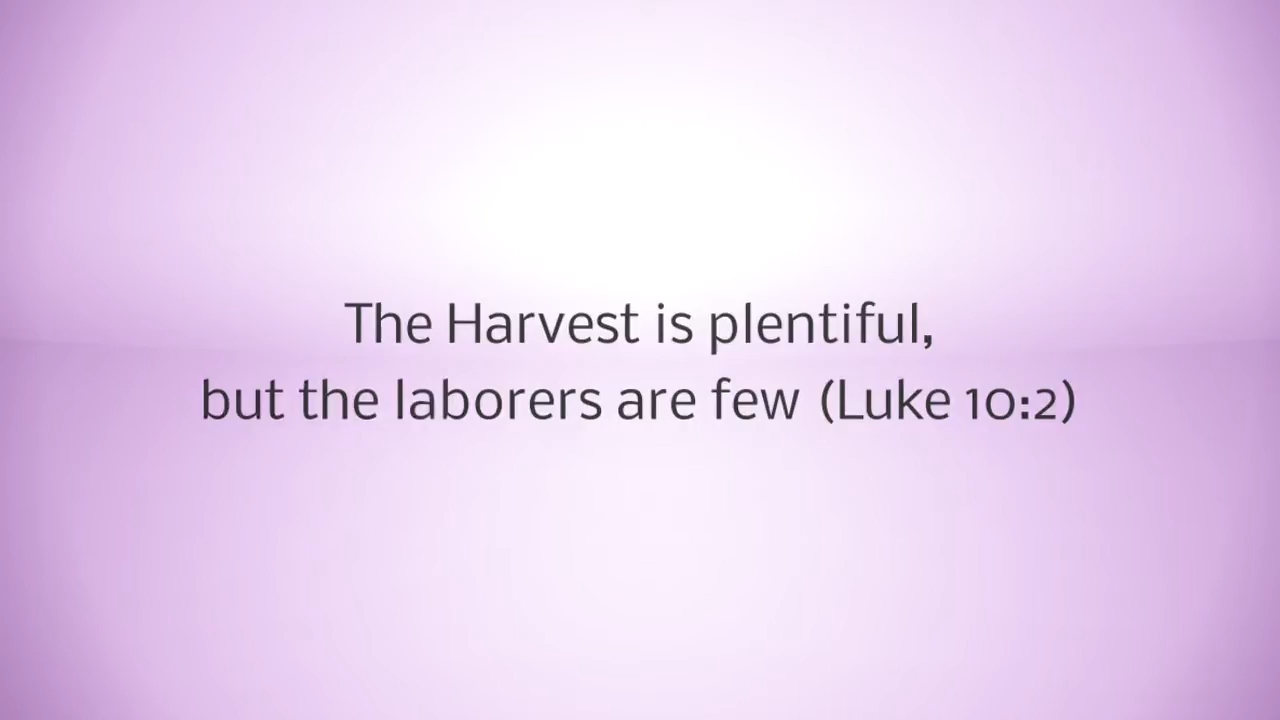 The Harvest is plentiful,
but the laborers are few (Luke 10:2)